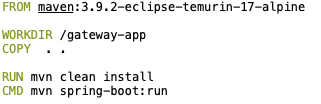 FROM maven:3.9.2-eclipse-temurin-17-alpine
WORKDIR /gateway-app
COPY  . .
RUN mvn clean install
CMD mvn spring-boot:run